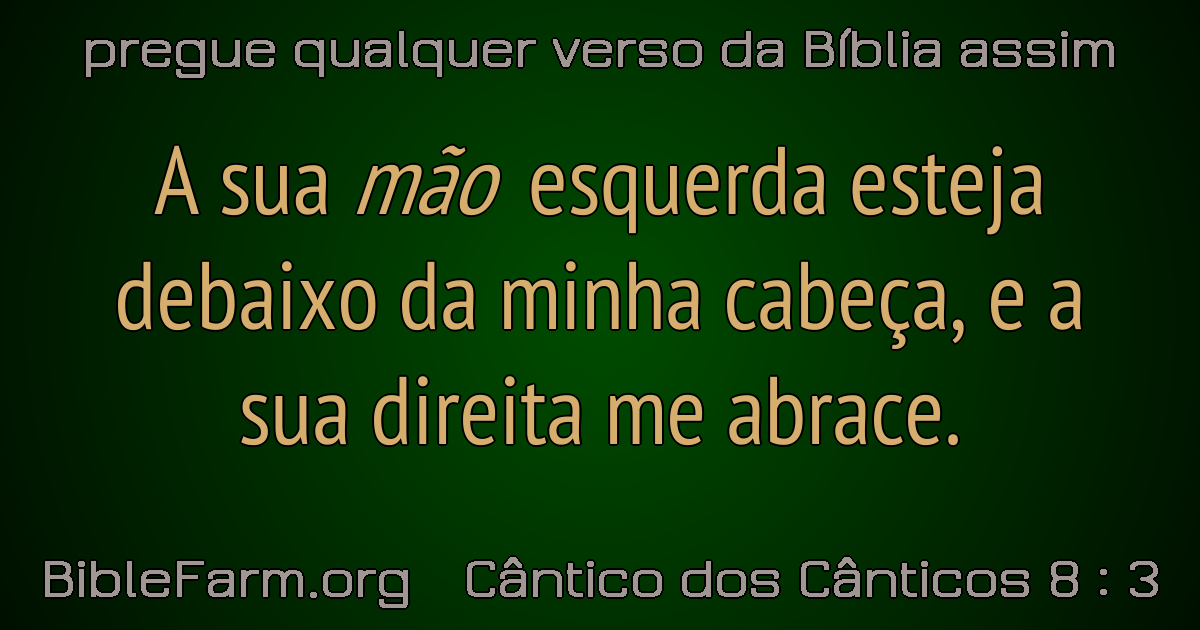 pregue qualquer verso da Bíblia assim
A sua mão esquerda esteja
debaixo da minha cabeça, e a
sua direita me abrace.
BibleFarm.org Cântico dos Cânticos 8 : 3